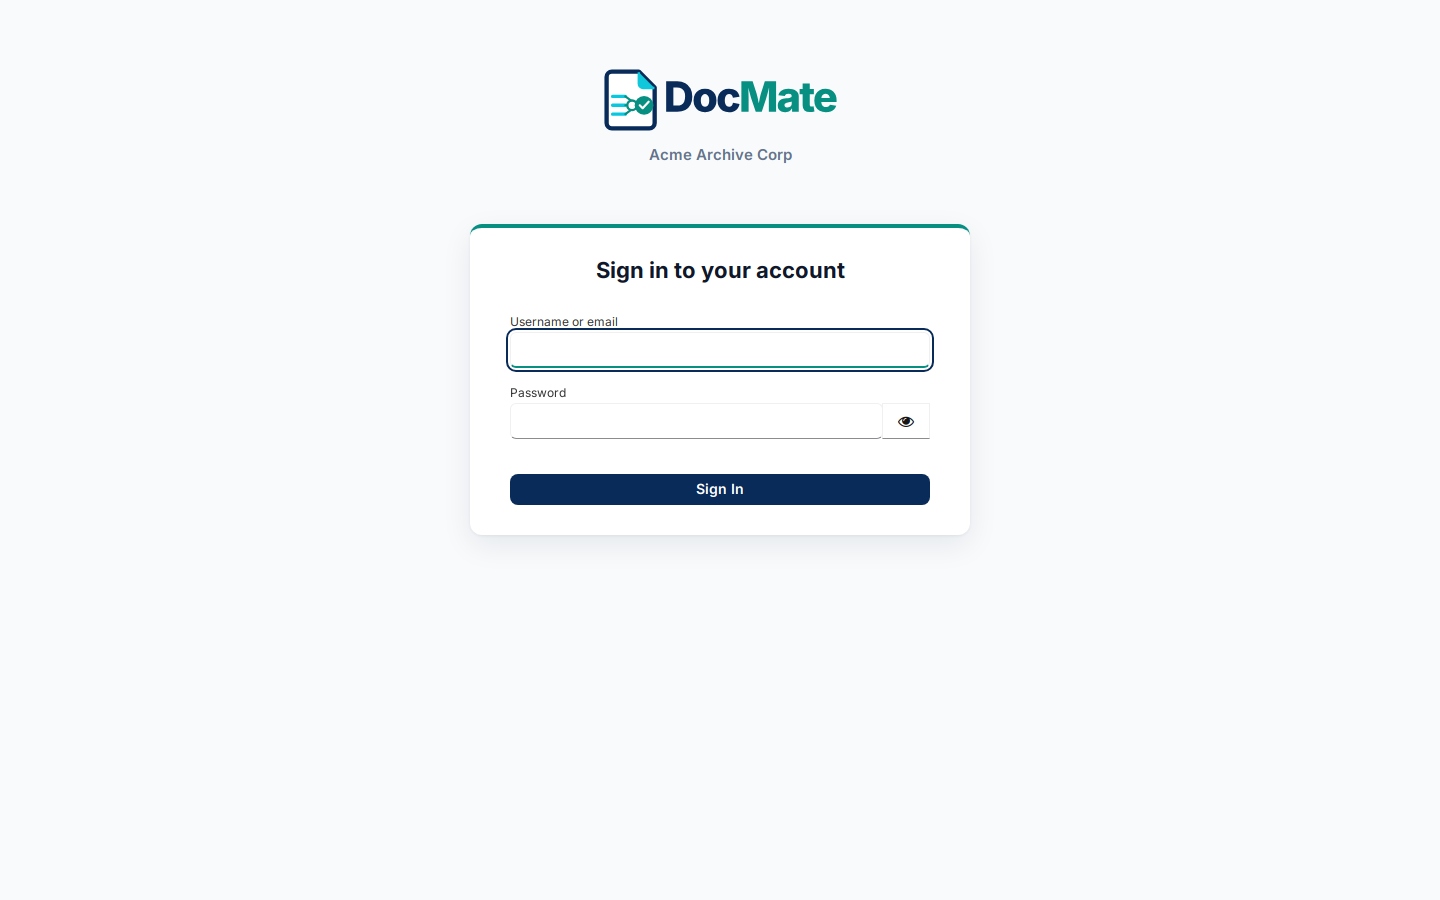 DocMate
Acme Archive Corp
Sign in to your account
Username or email
Password
Sign In